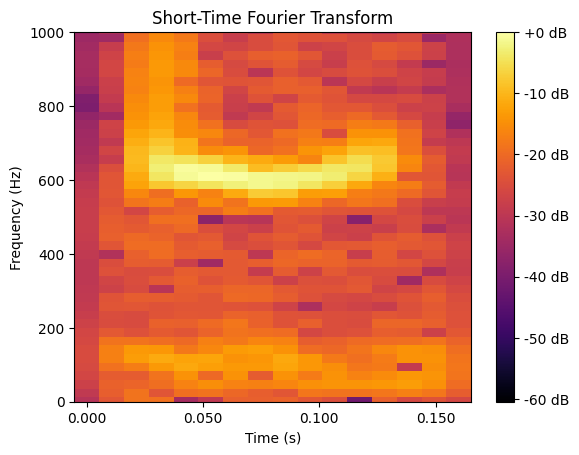 Short-Time Fourier Transform
1000
800
600
400
200
0
Frequency (Hz)
0.000
0.050
0.100
0.150
Time (s)
+0 dB
-10 dB
-20 dB
-30 dB
-40 dB
-50 dB
-60 dB